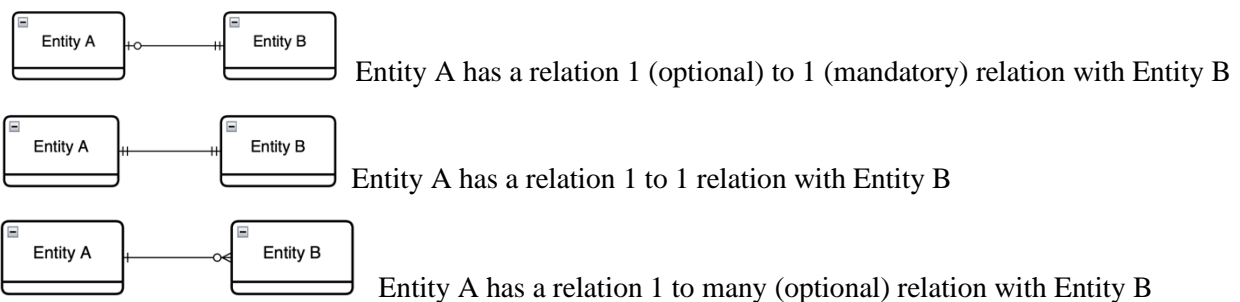 Entity A Entity B Entity A has a relation 1 (optional) to 1 (mandatory) relation with Entity B
Entity A Entity B Entity A has a relation 1 to 1 relation with Entity B
Entity A Entity B Entity A has a relation 1 to many (optional) relation with Entity B